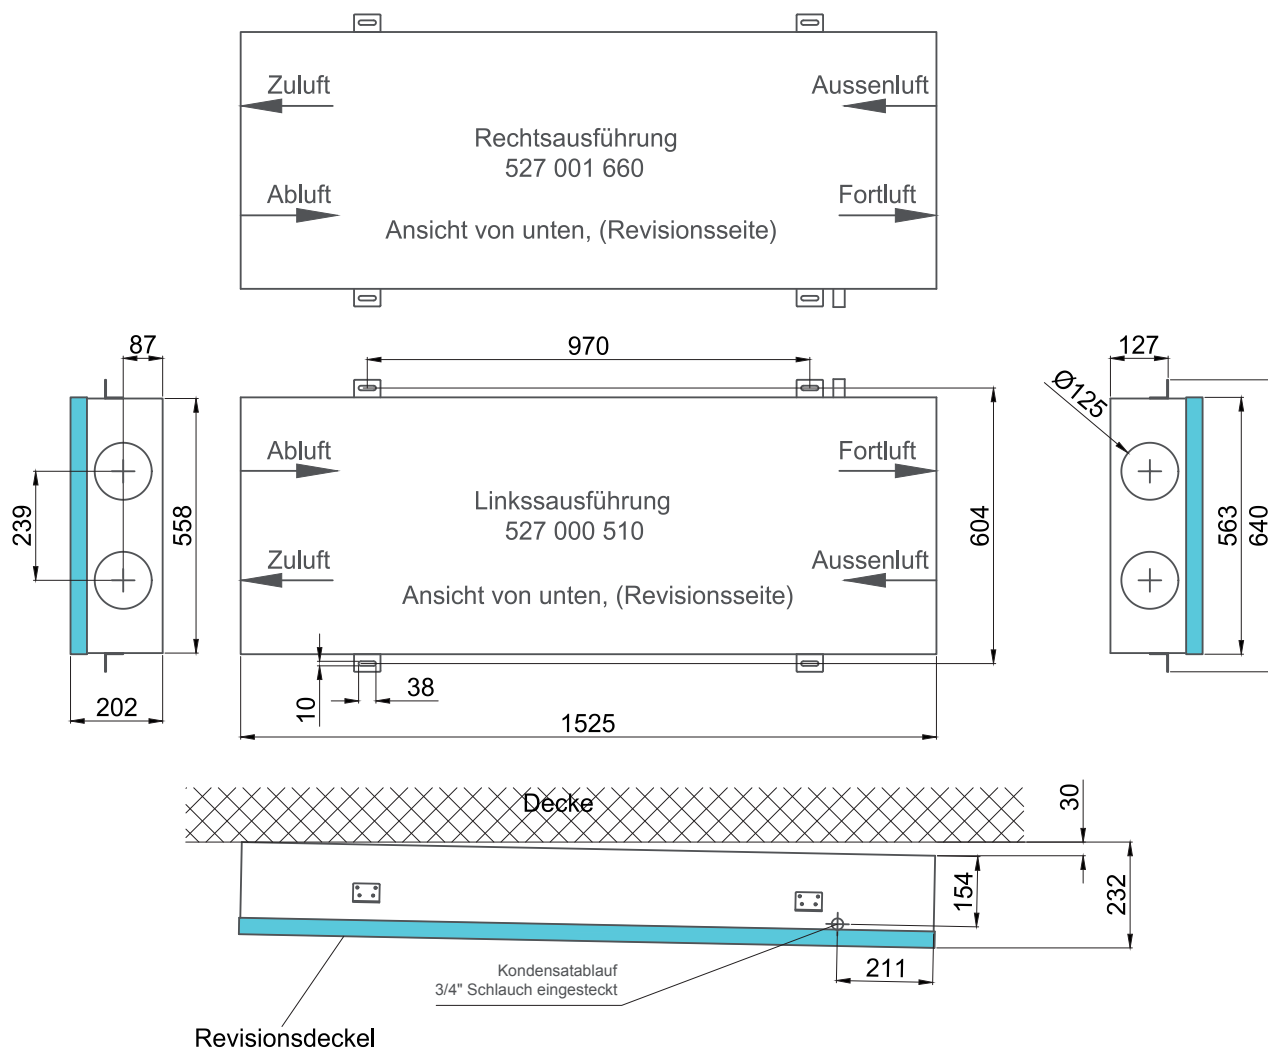 Zuluft
Aussenluft
Rechtsausführung
527 001 660
Abluft
Fortluft
Ansicht von unten, (Revisionsseite)
87
970
127
Ø125
Abluft
Fortluft
Linkssausführung
527 000 510
239
558
604
563
640
Zuluft
Aussenluft
Ansicht von unten, (Revisionsseite)
202
10
38
1525
Decke
30
154
232
Kondensatablauf
3/4" Schlauch eingesteckt
211
Revisionsdeckel